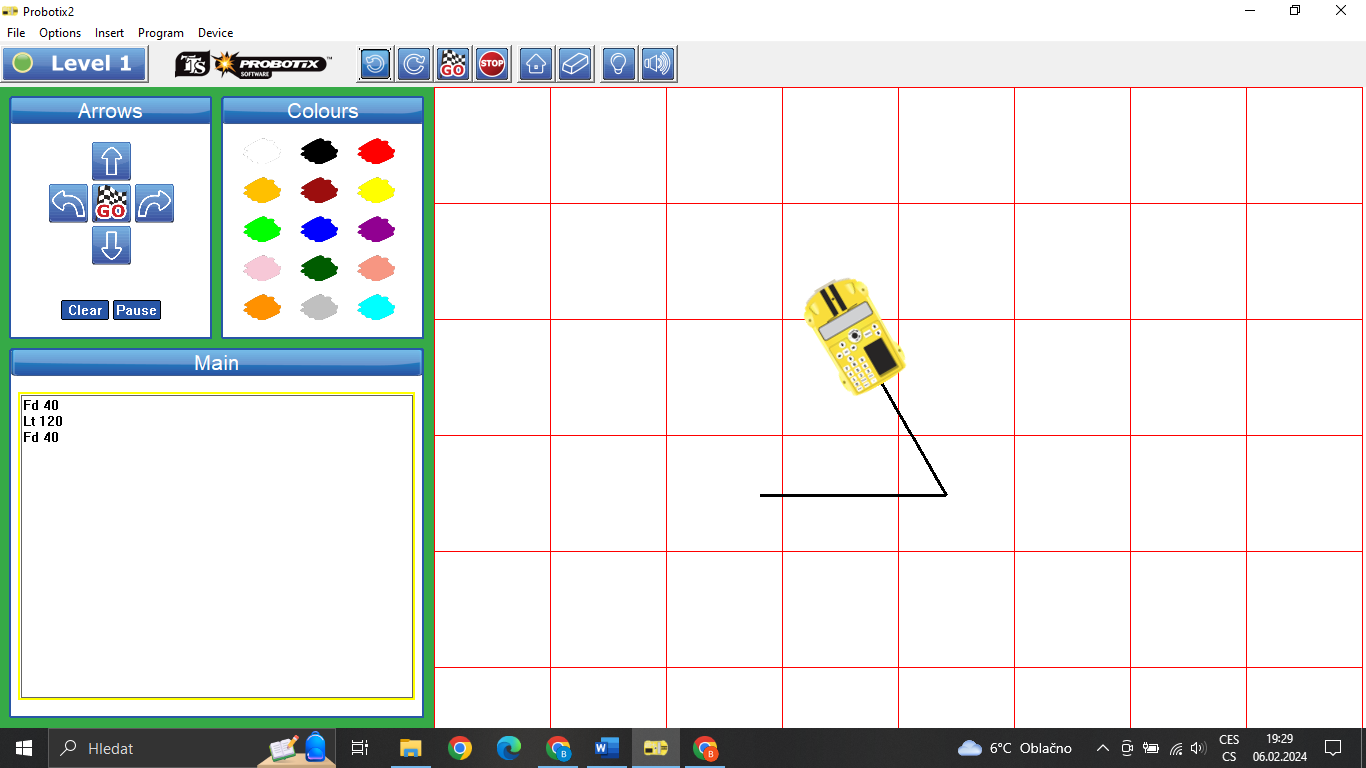 Probotix2
File Options Insert Program Device
Level 1
TTS PROBOTIX™
SOFTWARE
GO
STOP
Arrows
GO
Clear Pause
Colours
Main
Fd 40
Lt 120
Fd 40
Hledat
6°C Oblačno
CES
CS
19:29
06.02.2024